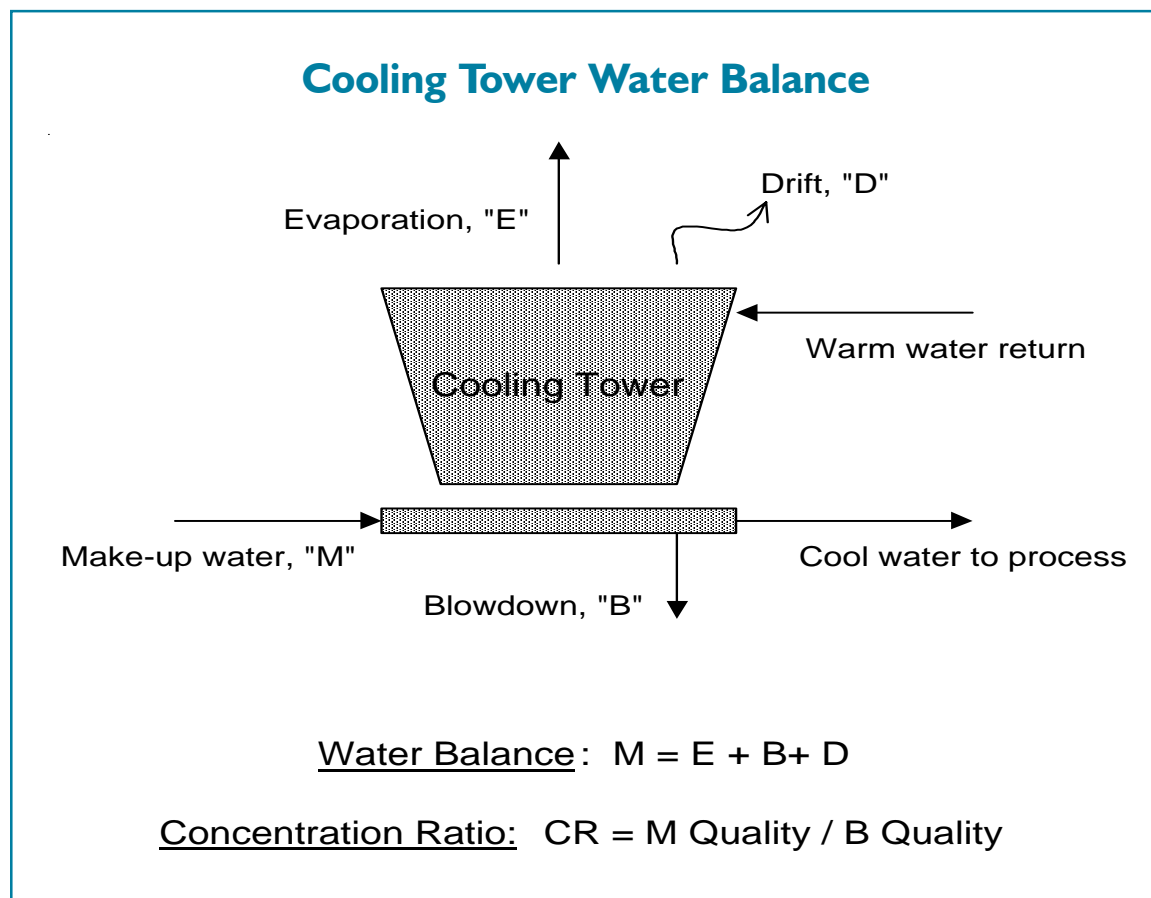 Cooling Tower Water Balance
Drift, "D"
Evaporation, "E"
Warm water return
Cooling Tower
Make-up water, "M"
Cool water to process
Blowdown, "B"
Water Balance: M = E + B+ D
Concentration Ratio: CR = M Quality / B Quality